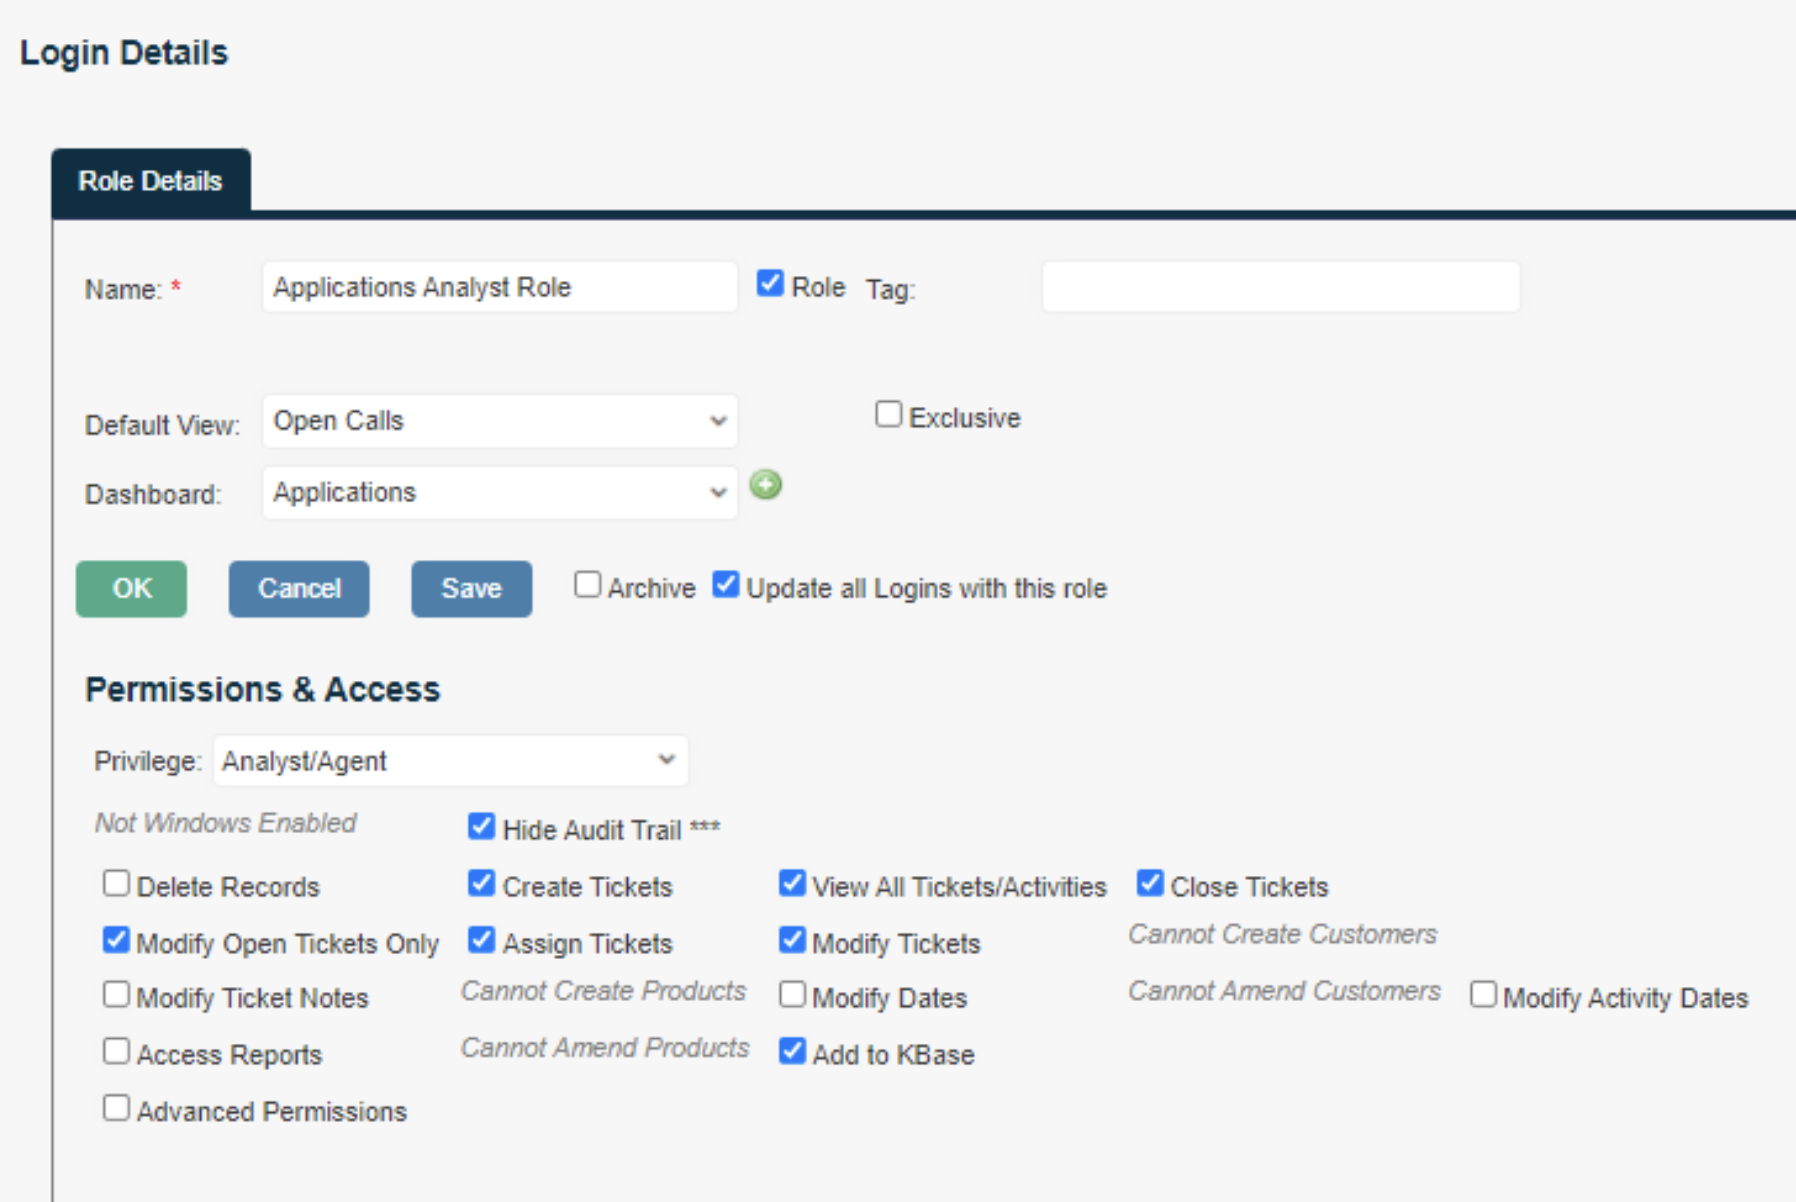 Login Details
Role Details
Name: * Applications Analyst Role Role Tag:
Default View: Open Calls Exclusive
Dashboard: Applications
OK Cancel Save Archive Update all Logins with this role
Permissions & Access
Privilege: Analyst/Agent
Not Windows Enabled Hide Audit Trail ***
Delete Records Create Tickets View All Tickets/Activities Close Tickets
Modify Open Tickets Only Assign Tickets Modify Tickets Cannot Create Customers
Modify Ticket Notes Cannot Create Products Modify Dates Cannot Amend Customers Modify Activity Dates
Access Reports Cannot Amend Products Add to KBase
Advanced Permissions